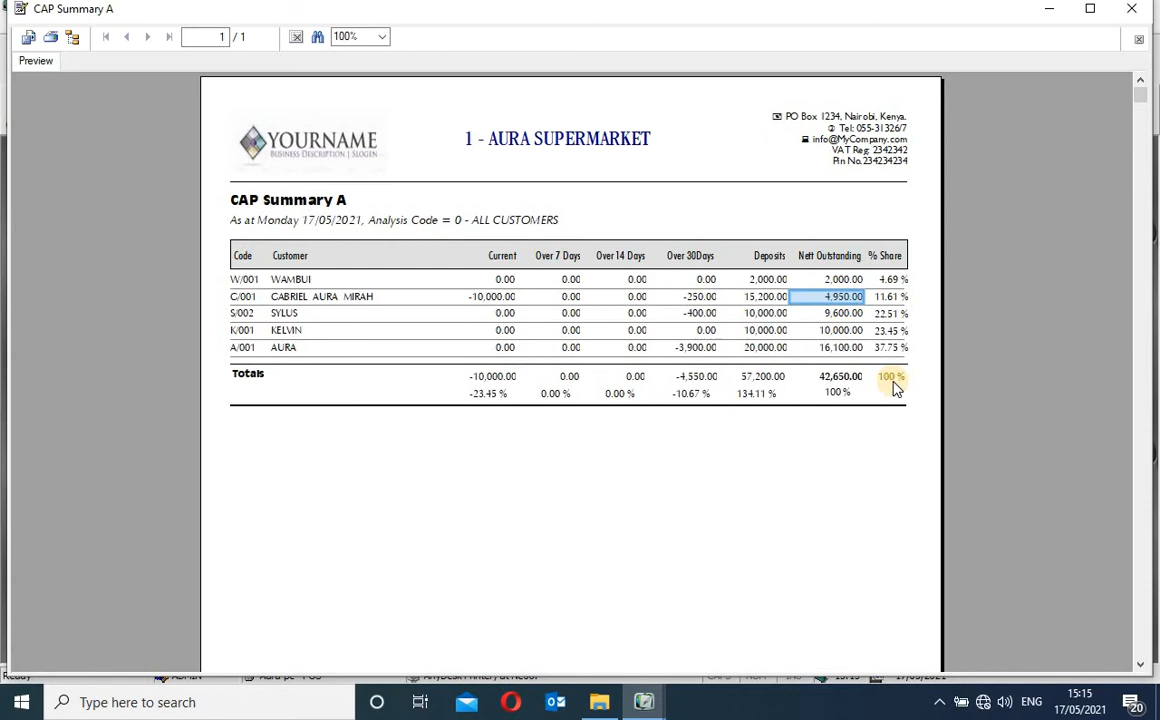 CAP Summary A
1 / 1
100%
Preview
YOURNAME
BUSINESS DESCRIPTION | SLOGEN
1 - AURA SUPERMARKET
PO Box 1234, Nairobi, Kenya.
Tel: 055-31326/7
info@MyCompany.com
VAT Reg: 2342342
Pin No.234234234
CAP Summary A
As at Monday 17/05/2021, Analysis Code = 0 - ALL CUSTOMERS
Code Customer Current Over 7 Days Over 14 Days Over 30Days Deposits Nett Outstanding % Share
W/001 WAMBUI 0.00 0.00 0.00 0.00 2,000.00 2,000.00 4.69 %
G/001 GABRIEL AURA MIRAH -10,000.00 0.00 0.00 -250.00 15,200.00 4,950.00 11.61 %
S/002 SYLUS 0.00 0.00 0.00 -400.00 10,000.00 9,600.00 22.51 %
K/001 KELVIN 0.00 0.00 0.00 0.00 10,000.00 10,000.00 23.45 %
A/001 AURA 0.00 0.00 0.00 -3,900.00 20,000.00 16,100.00 37.75 %
Totals -10,000.00 0.00 0.00 -4,550.00 57,200.00 42,650.00 100 %
-23.45 % 0.00 % 0.00 % -10.67 % 134.11 % 100 %
Type here to search
ENG
15:15
17/05/2021
20